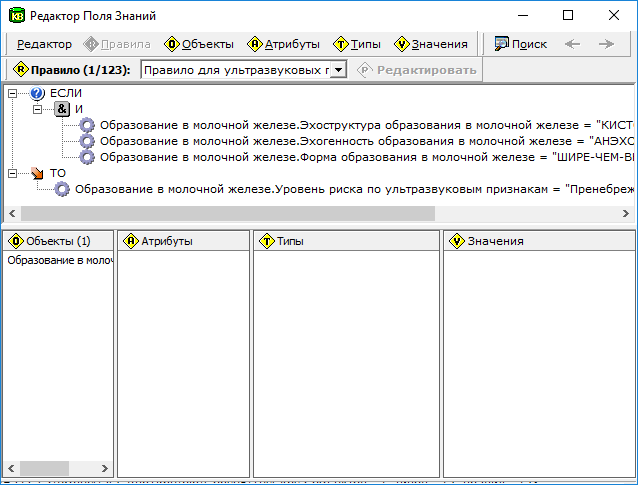 Редактор Поля Знаний
Редактор Правила Объекты Атрибуты Типы Значения Поиск
Правило (1/123): Правило для ультразвуковых г Редактировать
ЕСЛИ
& И
Образование в молочной железе.Эхоструктура образования в молочной железе = "КИСТ
Образование в молочной железе.Эхогенность образования в молочной железе = "АНЭХО
Образование в молочной железе.Форма образования в молочной железе = "ШИРЕ-ЧЕМ-В
ТО
Образование в молочной железе.Уровень риска по ультразвуковым признакам = "Пренебреж
Объекты (1) Атрибуты Типы Значения
Образование в молоч